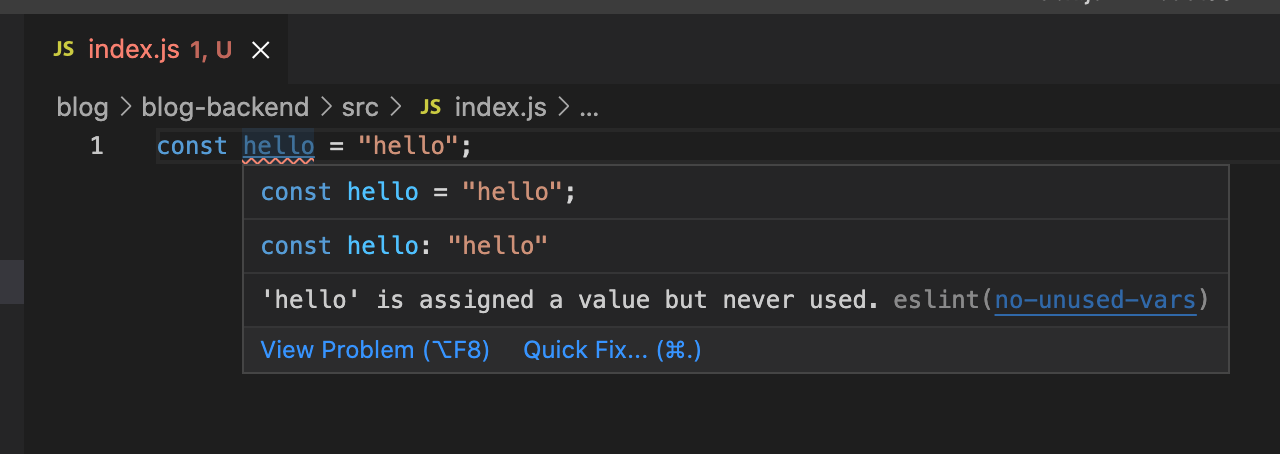 JS index.js 1, U ×
blog > blog-backend > src > JS index.js > ...
1 const hello = "hello";
const hello = "hello";
const hello: "hello"
'hello' is assigned a value but never used. eslint(no-unused-vars)
View Problem (⌥F8) Quick Fix... (⌘.)